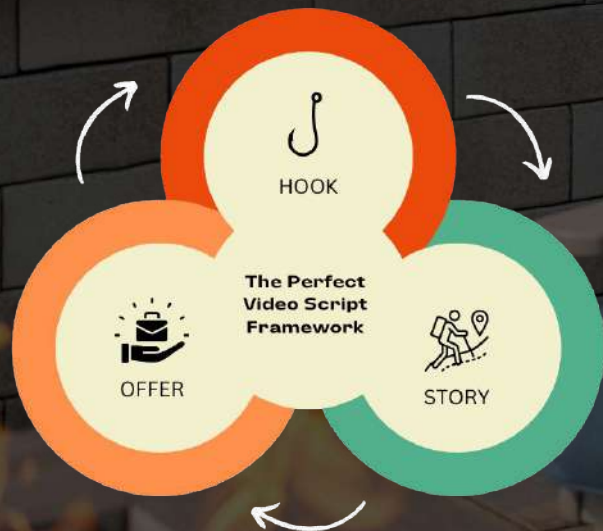 HOOK
The Perfect
Video Script
Framework
OFFER
STORY